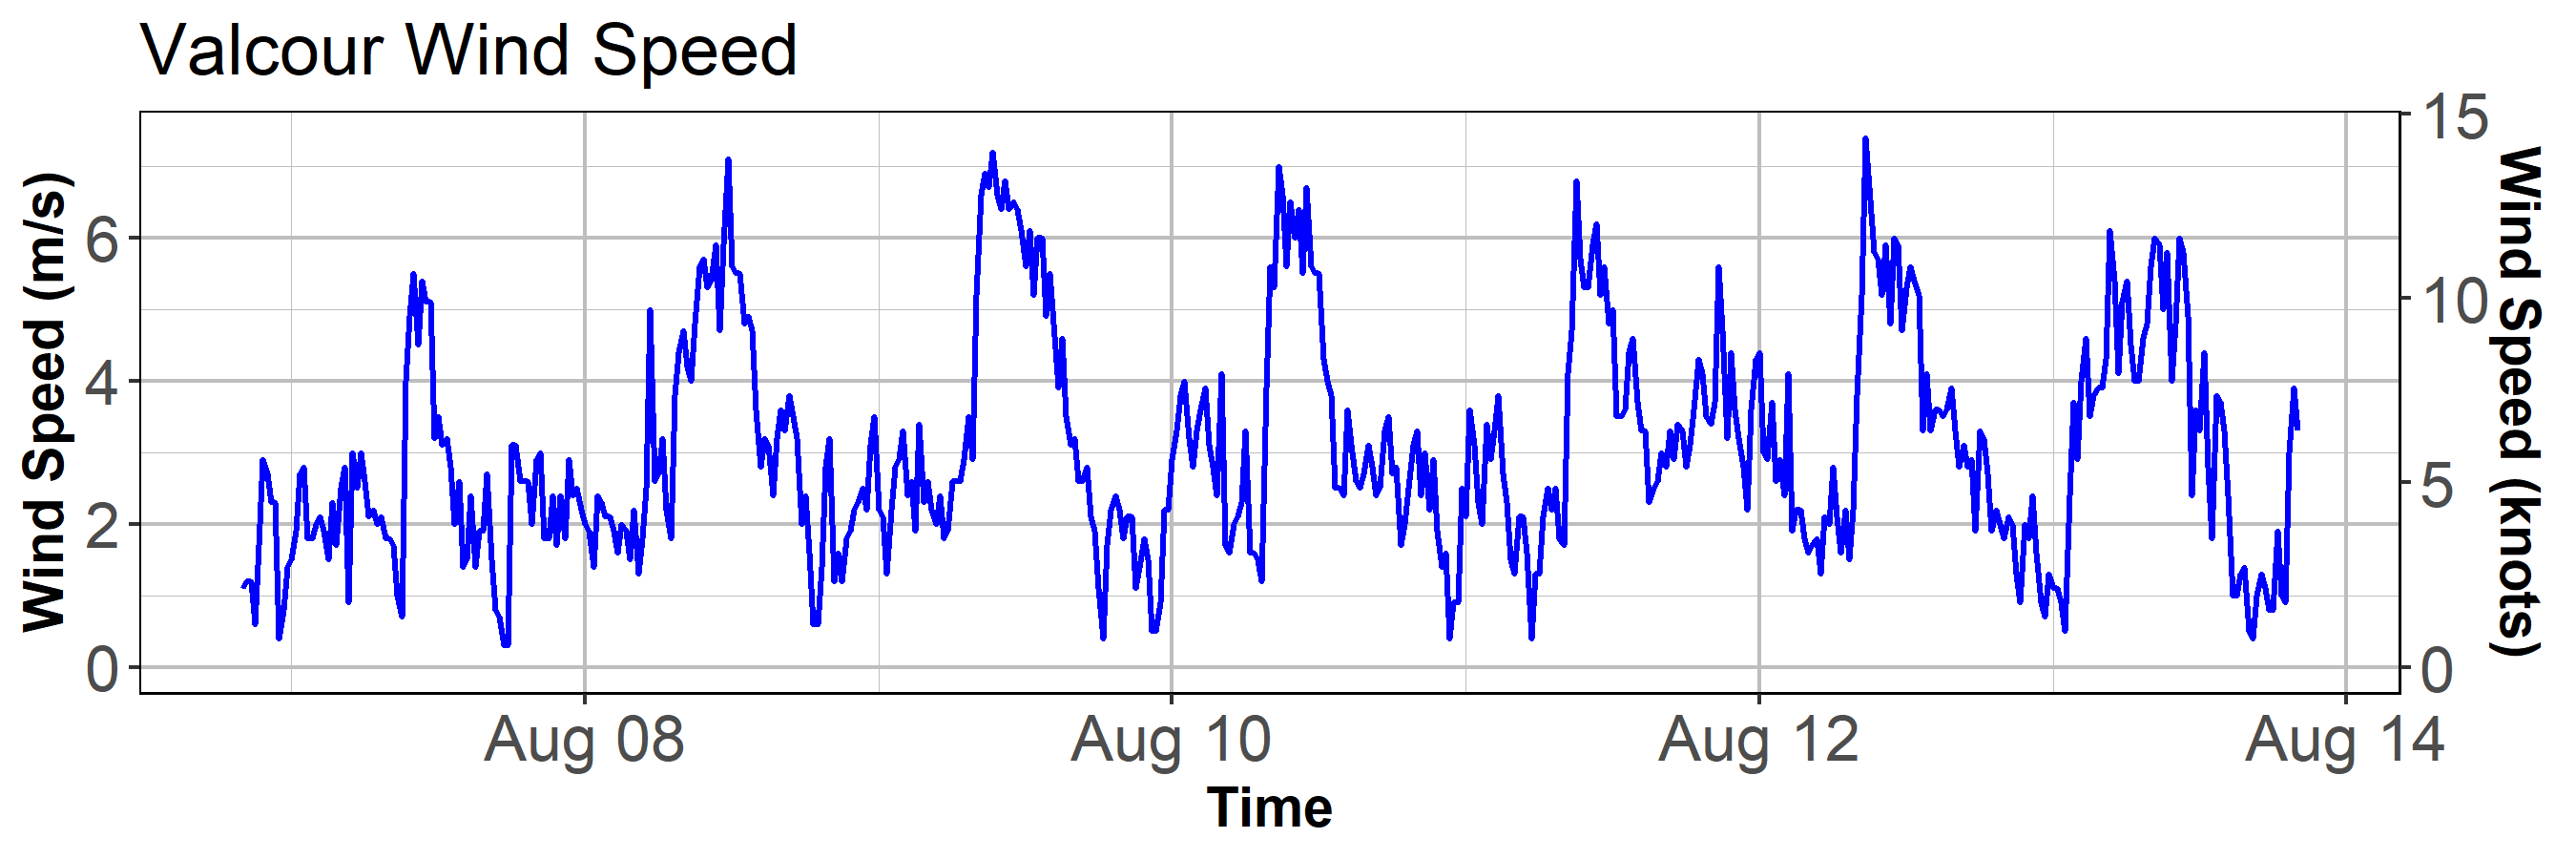 Valcour Wind Speed
Wind Speed (m/s)
6
4
2
0
15
10
5
0
Wind Speed (knots)
Aug 08 Aug 10 Aug 12 Aug 14
Time